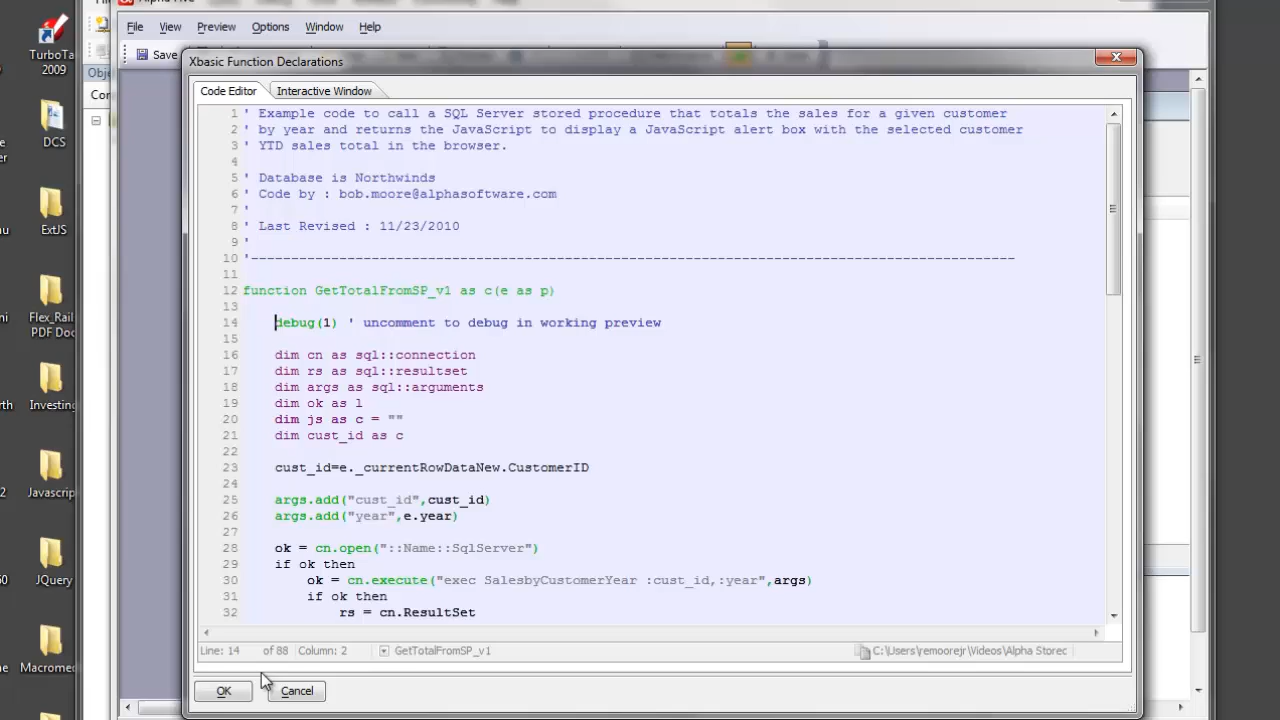 Alpha Five
File View Preview Options Window Help
Save
Xbasic Function Declarations
Code Editor Interactive Window
1 ' Example code to call a SQL Server stored procedure that totals the sales for a given customer
2 ' by year and returns the JavaScript to display a JavaScript alert box with the selected customer
3 ' YTD sales total in the browser.
4
5 ' Database is Northwinds
6 ' Code by : bob.moore@alphasoftware.com
7 '
8 ' Last Revised : 11/23/2010
9 '
10 '-----------------------------------------------------------------------------------------------
11
12 function GetTotalFromSP_v1 as c(e as p)
13
14 debug(1) ' uncomment to debug in working preview
15
16 dim cn as sql::connection
17 dim rs as sql::resultset
18 dim args as sql::arguments
19 dim ok as l
20 dim js as c = ""
21 dim cust_id as c
22
23 cust_id=e._currentRowDataNew.CustomerID
24
25 args.add("cust_id",cust_id)
26 args.add("year",e.year)
27
28 ok = cn.open("::Name::SqlServer")
29 if ok then
30 ok = cn.execute("exec SalesbyCustomerYear :cust_id,:year",args)
31 if ok then
32 rs = cn.ResultSet
Line: 14 of 88 Column: 2 GetTotalFromSP_v1 C:\Users\remoorejr\Videos\Alpha Storec
OK Cancel
TurboTa
2009
DCS
ExtJS
Flex_Rail
PDF Doc
Investing
Javascrip
JQuery
Macromed
Obje
Con